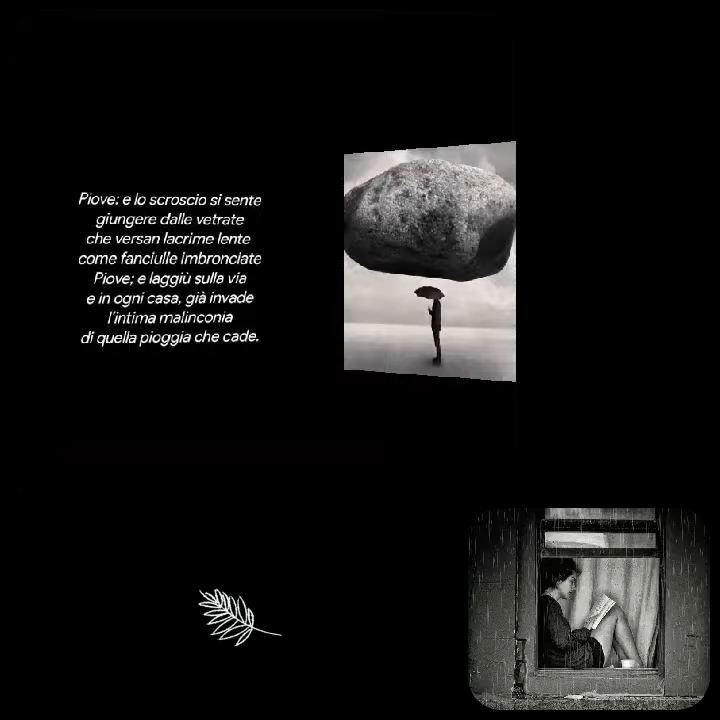 Piove: e lo scroscio si sente
giungere dalle vetrate
che versan lacrime lente
come fanciulle imbronciate
Piove; e laggiù sulla via
e in ogni casa, già invade
l'intima malinconia
di quella pioggia che cade.